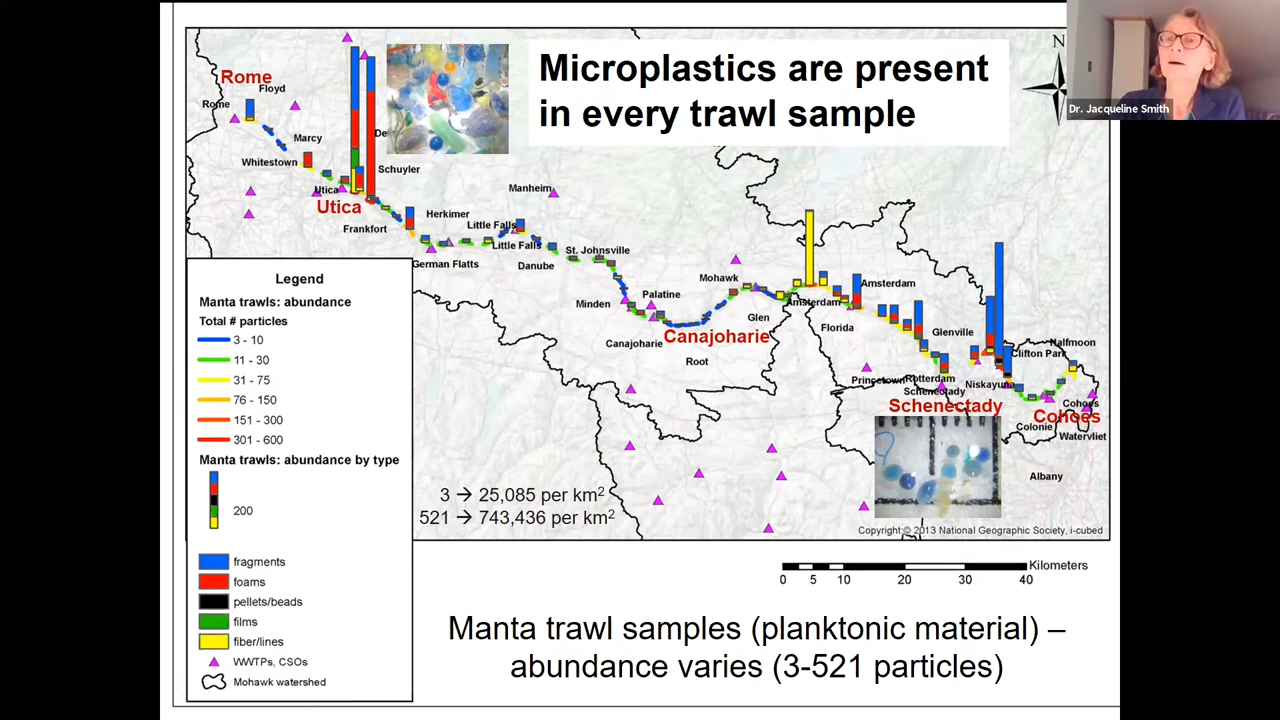 Microplastics are present
in every trawl sample
N
Dr. Jacqueline Smith
Rome
Floyd
Rome
Marcy
Whitestown
Utica
Utica
Schuyler
Frankfort
Herkimer
German Flatts
Manheim
Little Falls
Little Falls
Danube
St. Johnsville
Minden
Palatine
Canajoharie
Canajoharie
Root
Mohawk
Glen
Amsterdam
Amsterdam
Florida
Glenville
Princetown
Rotterdam
Schenectady
Schenectady
Niskayuna
Clifton Park
Halfmoon
Cohoes
Cohoes
Colonie
Watervliet
Albany
Legend
Manta trawls: abundance
Total # particles
3 - 10
11 - 30
31 - 75
76 - 150
151 - 300
301 - 600
Manta trawls: abundance by type
200
fragments
foams
pellets/beads
films
fiber/lines
WWTPs, CSOs
Mohawk watershed
3 → 25,085 per km²
521 → 743,436 per km²
Copyright:© 2013 National Geographic Society, i-cubed
Kilometers
0 5 10 20 30 40
Manta trawl samples (planktonic material) –
abundance varies (3-521 particles)